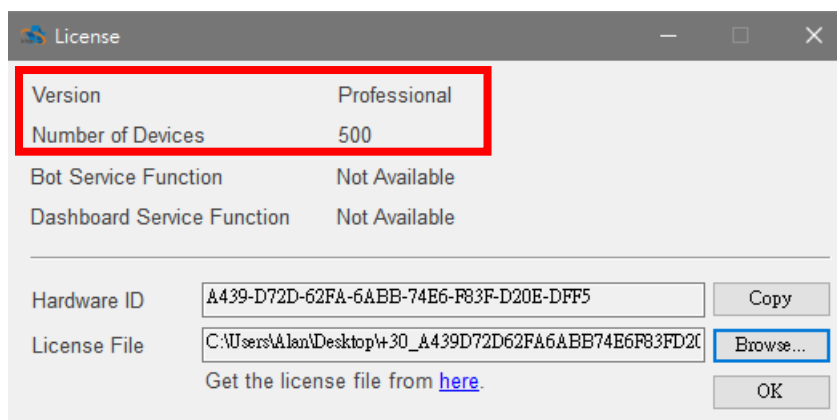 License
Version Professional
Number of Devices 500
Bot Service Function Not Available
Dashboard Service Function Not Available
Hardware ID A439-D72D-62FA-6ABB-74E6-F83F-D20E-DFF5 Copy
License File C:\Users\Alan\Desktop\+30_A439D72D62FA6ABB74E6F83FD20 Browse...
Get the license file from here.
OK